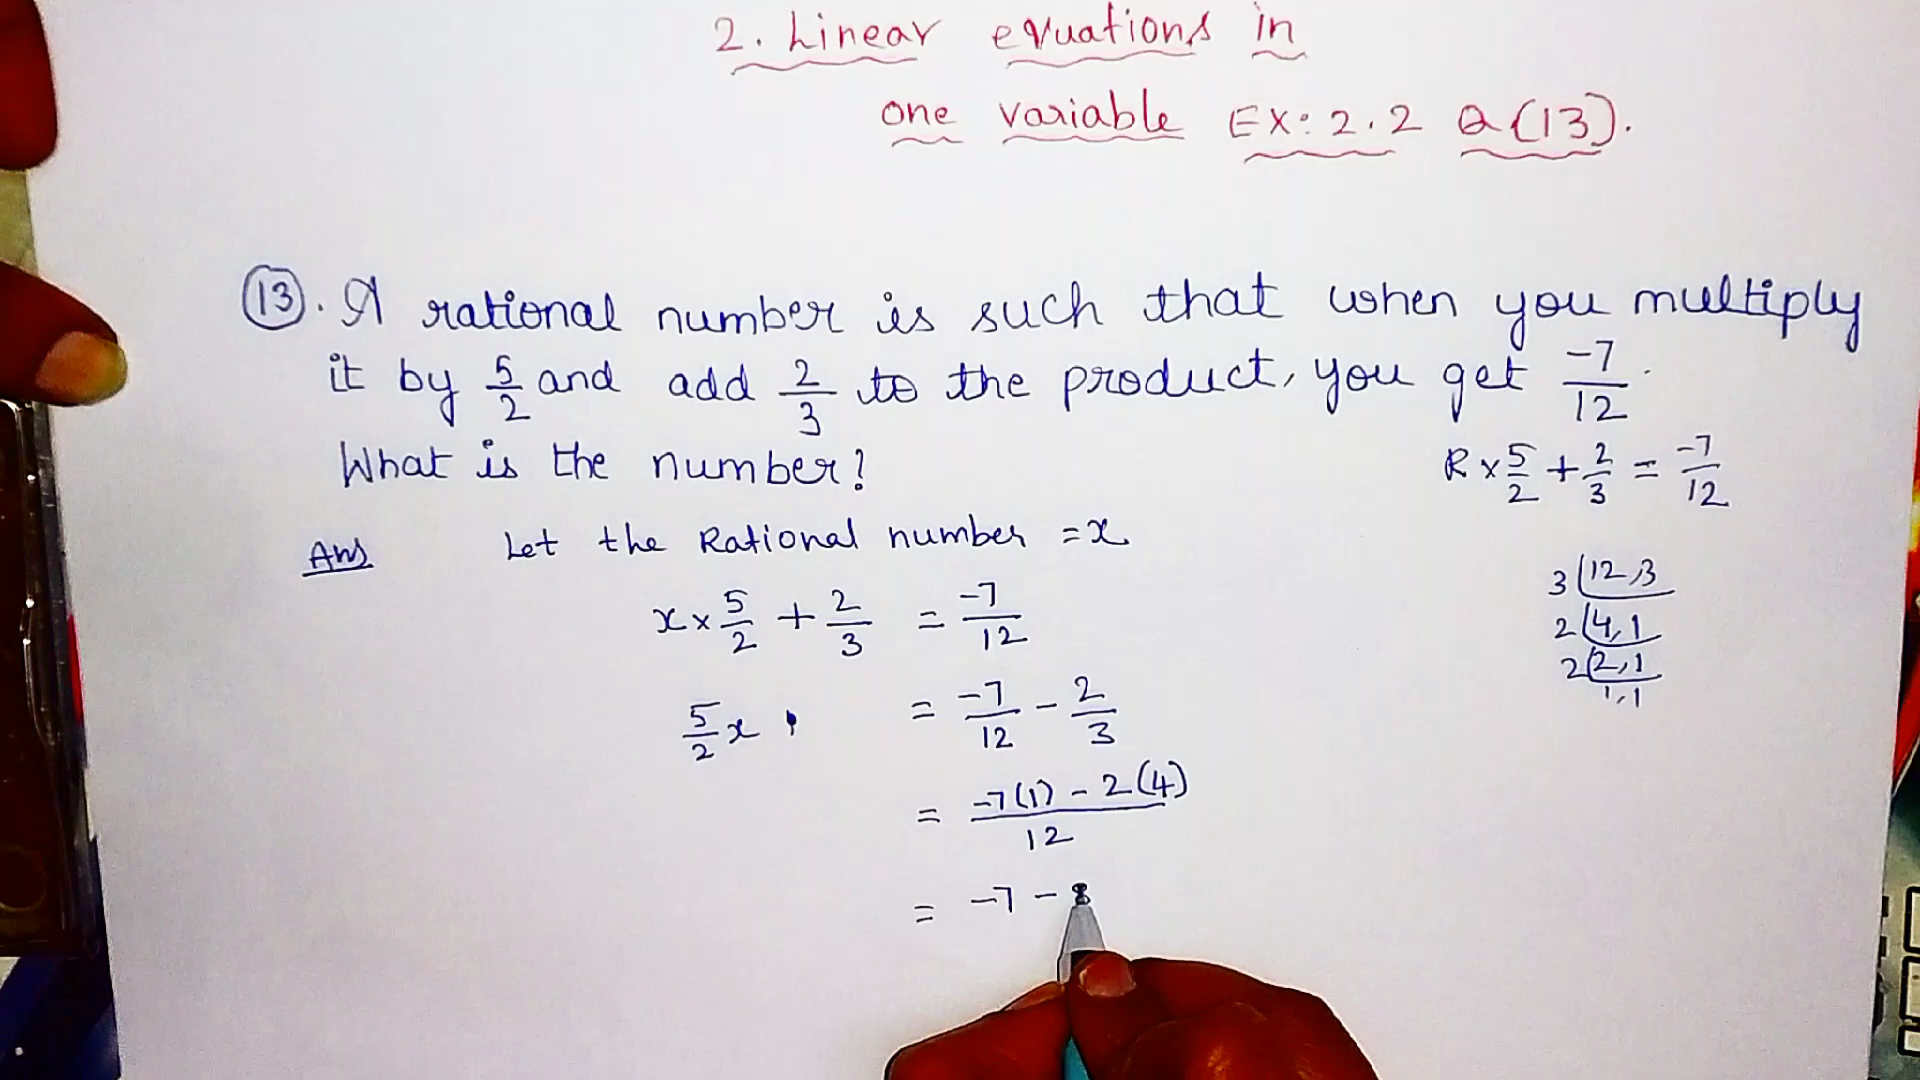 2. Linear equations in
one variable EX: 2.2 Q(13).
(13). A rational number is such that when you multiply
it by 5/2 and add 2/3 to the product, you get -7/12.
What is the number?
R × 5/2 + 2/3 = -7/12
Ans Let the Rational number = x
x × 5/2 + 2/3 = -7/12
5/2 x = -7/12 - 2/3
= -7(1) - 2(4) / 12
= -7 - 8
3 | 12, 3
2 | 4, 1
2 | 2, 1
1, 1